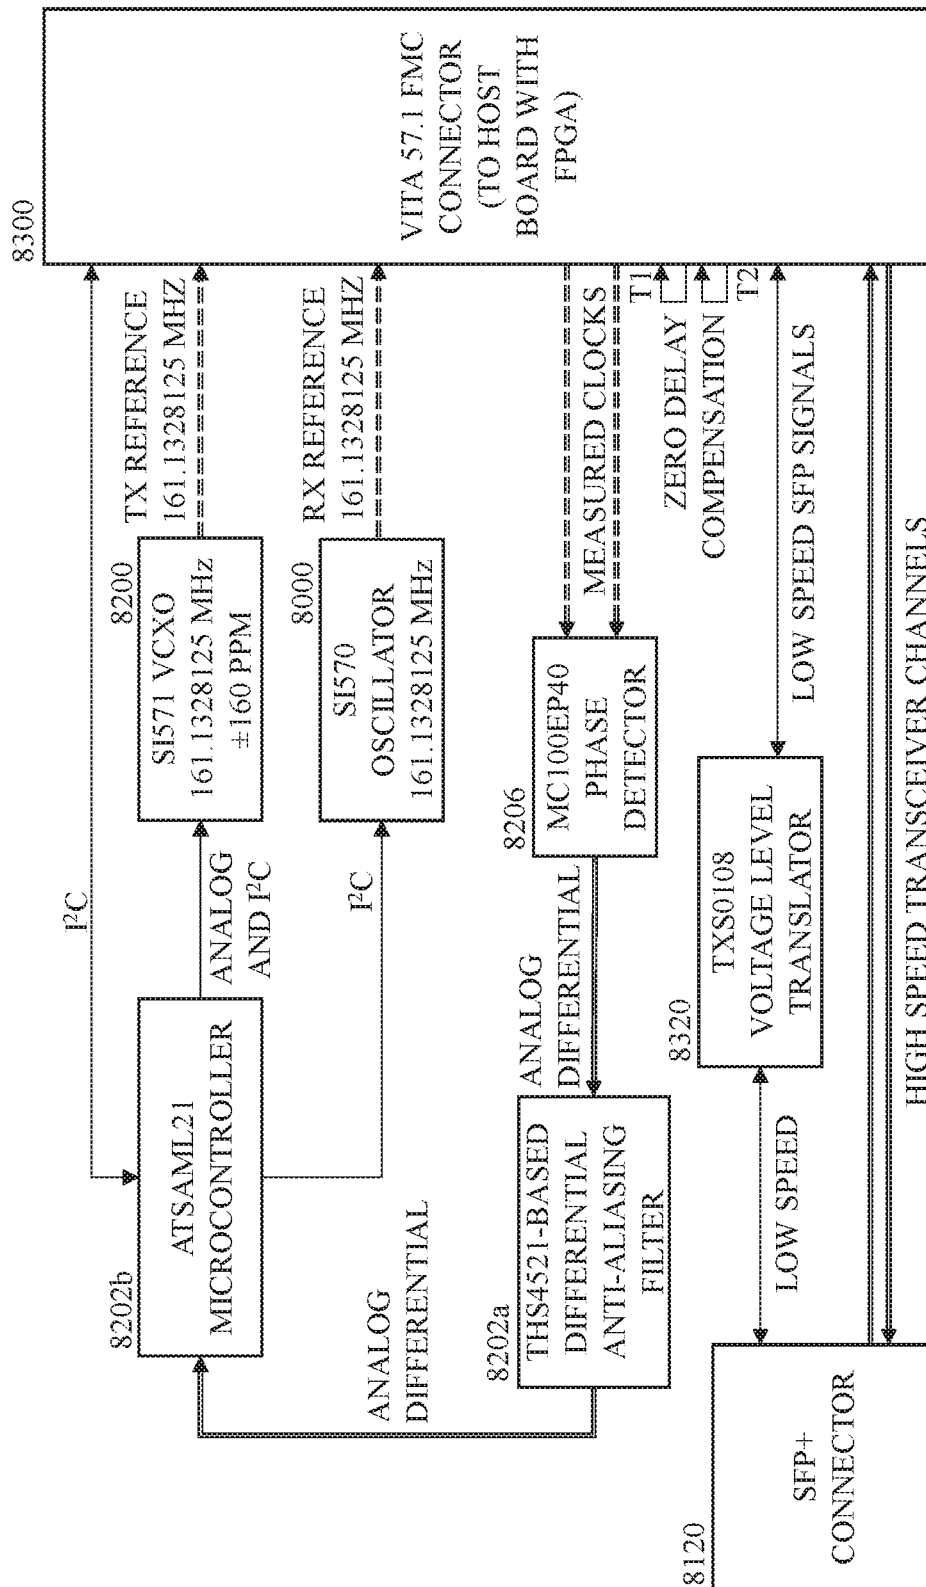 8300
VITA 57.1 FMC
CONNECTOR
(TO HOST
BOARD WITH
FPGA)
I²C
TX REFERENCE
161.1328125 MHZ
8200
SI571 VCXO
161.1328125 MHz
±160 PPM
ANALOG
AND I²C
8202b
ATSAML21
MICROCONTROLLER
RX REFERENCE
161.1328125 MHZ
8000
SI570
OSCILLATOR
161.1328125 MHz
I²C
ANALOG
DIFFERENTIAL
8202a
THS4521-BASED
DIFFERENTIAL
ANTI-ALIASING
FILTER
ANALOG
DIFFERENTIAL
8206
MC100EP40
PHASE
DETECTOR
MEASURED CLOCKS
T1
ZERO DELAY
COMPENSATION
T2
8320
TXS0108
VOLTAGE LEVEL
TRANSLATOR
LOW SPEED SFP SIGNALS
LOW SPEED
8120
SFP+
CONNECTOR
HIGH SPEED TRANSCEIVER CHANNELS